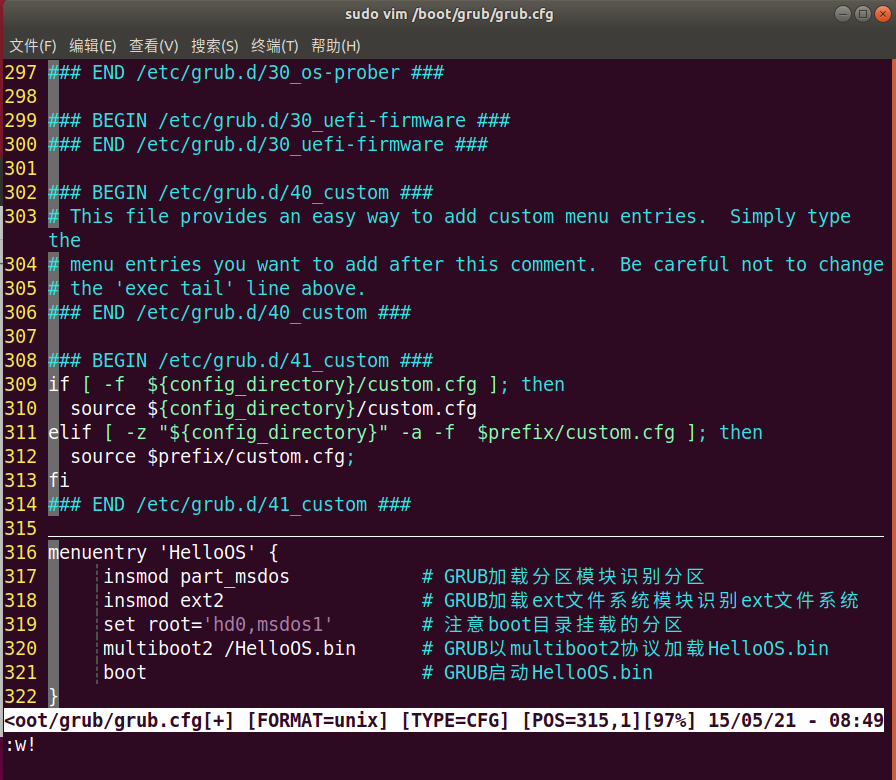 sudo vim /boot/grub/grub.cfg
文件(F) 编辑(E) 查看(V) 搜索(S) 终端(T) 帮助(H)
297 ### END /etc/grub.d/30_os-prober ###
298
299 ### BEGIN /etc/grub.d/30_uefi-firmware ###
300 ### END /etc/grub.d/30_uefi-firmware ###
301
302 ### BEGIN /etc/grub.d/40_custom ###
303 # This file provides an easy way to add custom menu entries.  Simply type
the
304 # menu entries you want to add after this comment.  Be careful not to change
305 # the 'exec tail' line above.
306 ### END /etc/grub.d/40_custom ###
307
308 ### BEGIN /etc/grub.d/41_custom ###
309 if [ -f  ${config_directory}/custom.cfg ]; then
310   source ${config_directory}/custom.cfg
311 elif [ -z "${config_directory}" -a -f  $prefix/custom.cfg ]; then
312   source $prefix/custom.cfg;
313 fi
314 ### END /etc/grub.d/41_custom ###
315
316 menuentry 'HelloOS' {
317     insmod part_msdos            # GRUB加载分区模块识别分区
318     insmod ext2                  # GRUB加载ext文件系统模块识别ext文件系统
319     set root='hd0,msdos1'        # 注意boot目录挂载的分区
320     multiboot2 /HelloOS.bin      # GRUB以multiboot2协议加载HelloOS.bin
321     boot                         # GRUB启动HelloOS.bin
322 }
<oot/grub/grub.cfg[+] [FORMAT=unix] [TYPE=CFG] [POS=315,1][97%] 15/05/21 - 08:49
:w!